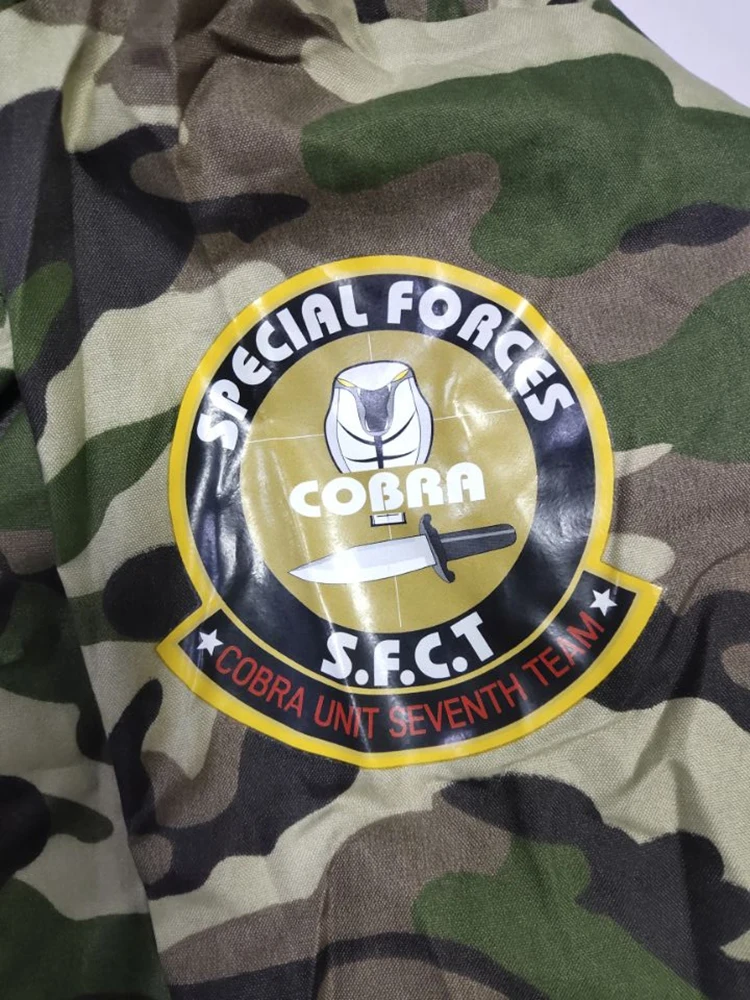 SPECIAL FORCES
COBRA
S.F.C.T
COBRA UNIT SEVENTH TEAM